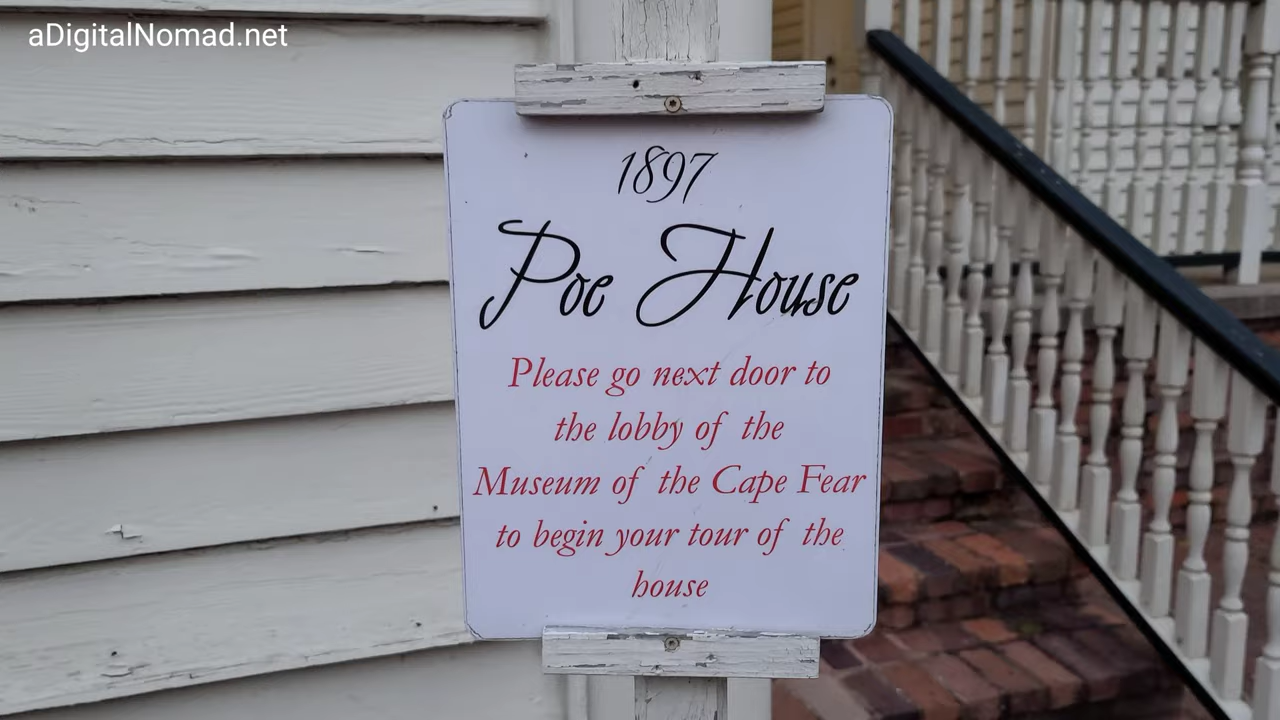 aDigitalNomad.net
1897
Poe House
Please go next door to
the lobby of the
Museum of the Cape Fear
to begin your tour of the
house